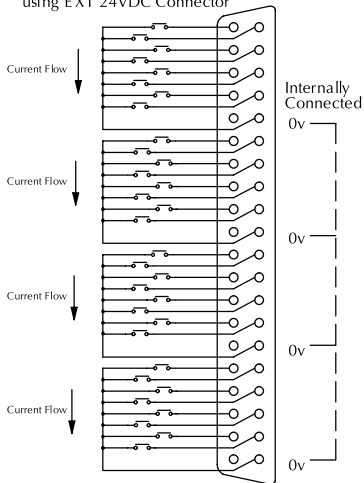 using EXT 24VDC Connector
Current Flow
Internally
Connected
0v
Current Flow
0v
Current Flow
0v
Current Flow
0v